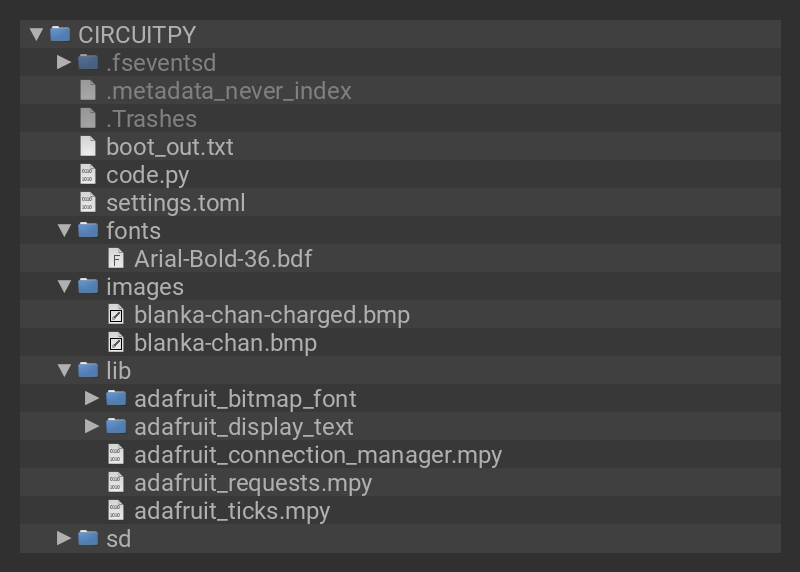 CIRCUITPY
.fseventsd
.metadata_never_index
.Trashes
boot_out.txt
code.py
settings.toml
fonts
Arial-Bold-36.bdf
images
blanka-chan-charged.bmp
blanka-chan.bmp
lib
adafruit_bitmap_font
adafruit_display_text
adafruit_connection_manager.mpy
adafruit_requests.mpy
adafruit_ticks.mpy
sd